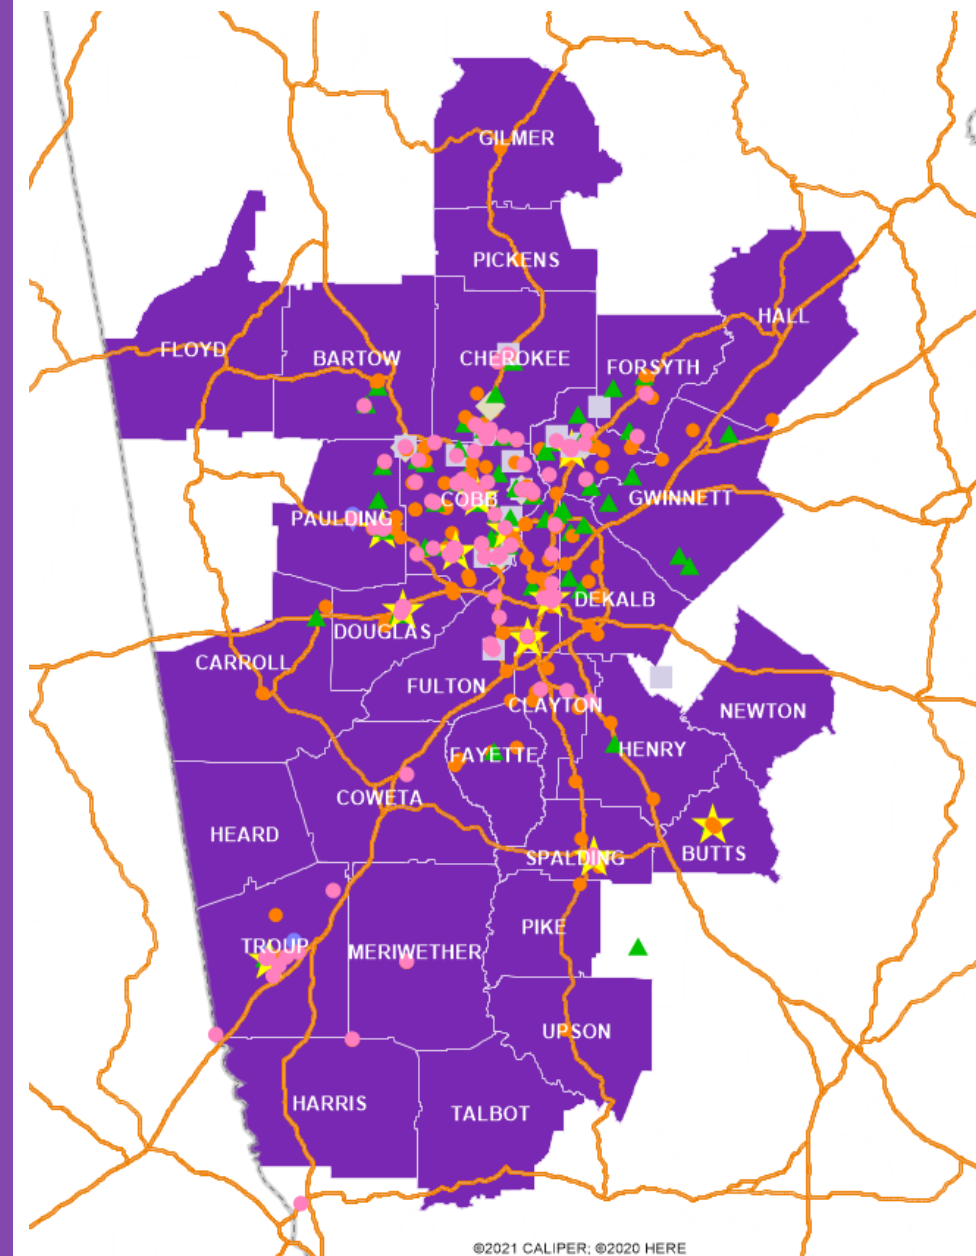 GILMER
PICKENS
HALL
FLOYD
BARTOW
CHEROKEE
FORSYTH
COBB
GWINNETT
PAULDING
DEKALB
DOUGLAS
CARROLL
FULTON
CLAYTON
NEWTON
HENRY
FAYETTE
COWETA
HEARD
SPALDING
BUTTS
PIKE
TROUP
MERIWETHER
UPSON
HARRIS
TALBOT
©2021 CALIPER; ©2020 HERE